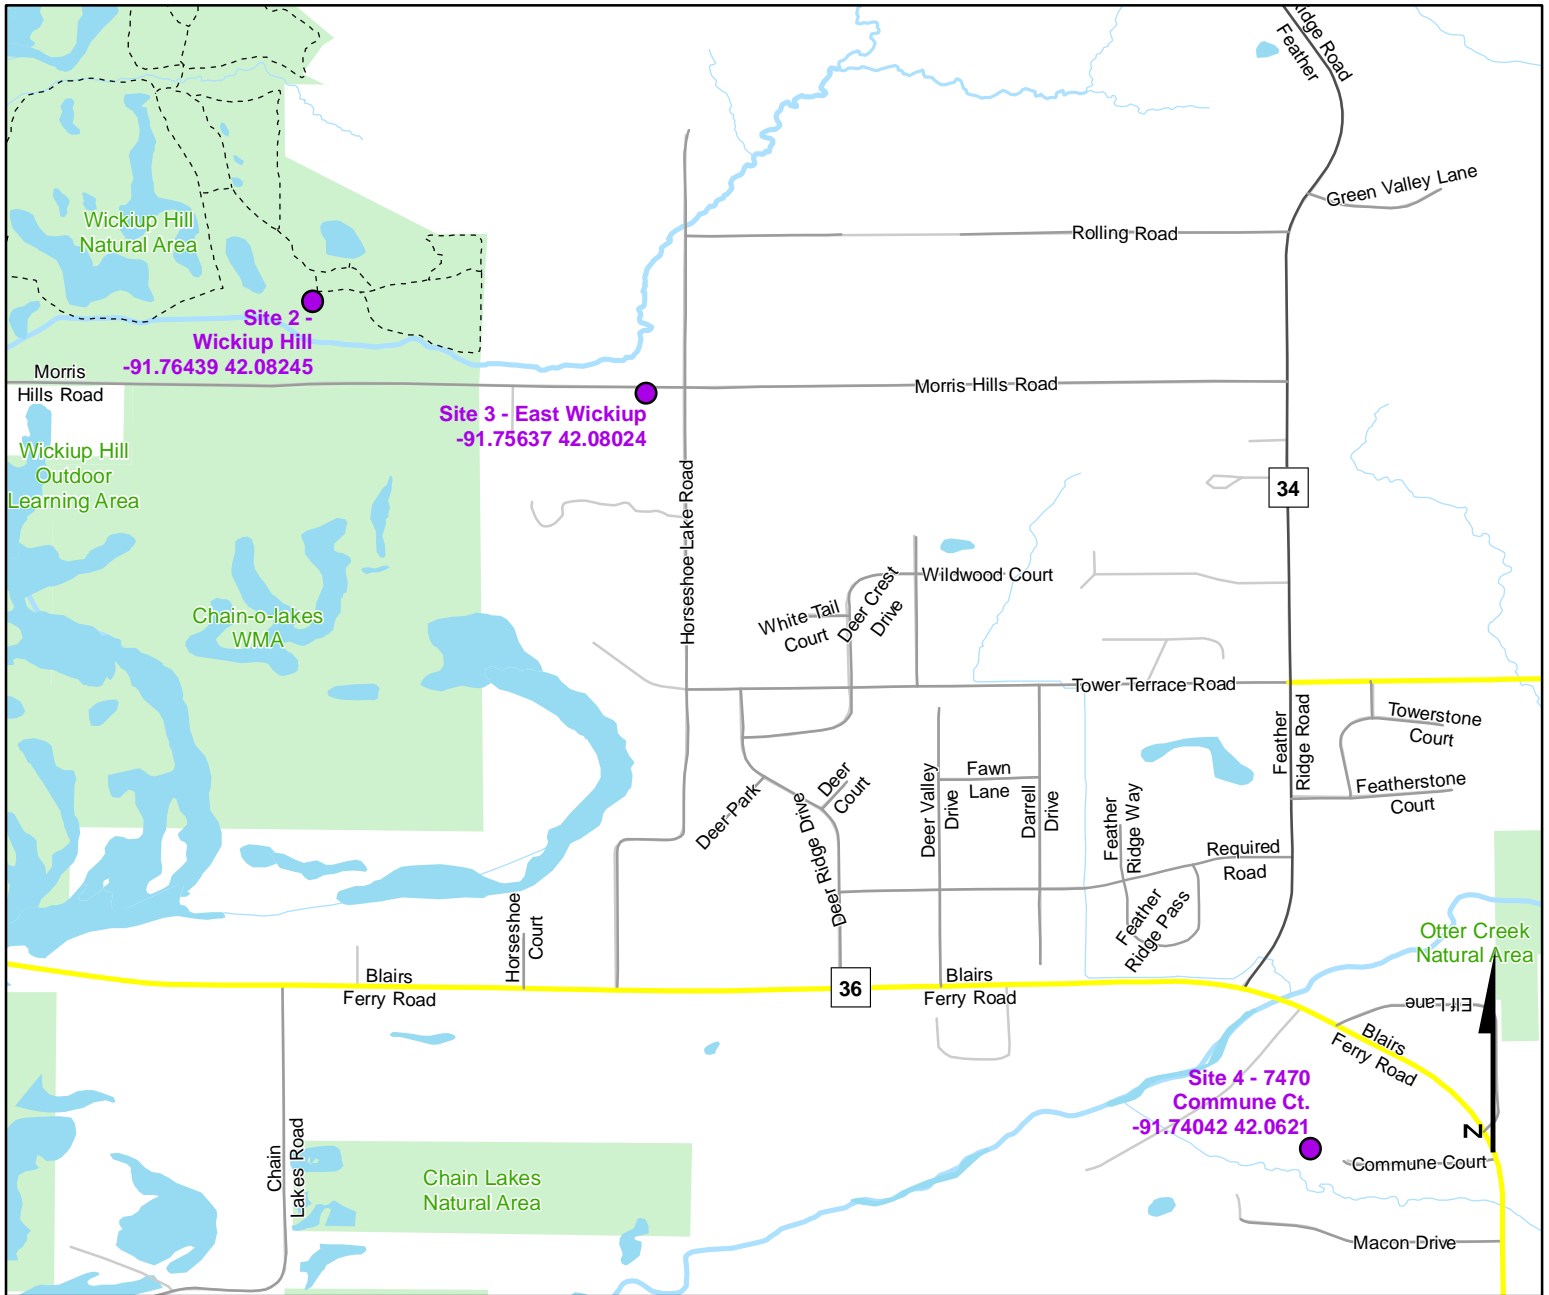 Ridge Road
Feather
Green Valley Lane
Rolling Road
Wickiup Hill
Natural Area
Site 2 -
Wickiup Hill
-91.76439 42.08245
Morris
Hills Road
Morris Hills Road
Site 3 - East Wickiup
-91.75637 42.08024
Wickiup Hill
Outdoor
Learning Area
34
Horseshoe Lake Road
Wildwood Court
White Tail
Court
Deer Crest
Drive
Chain-o-lakes
WMA
Tower Terrace Road
Feather
Ridge Road
Towerstone
Court
Featherstone
Court
Deer Park
Deer
Court
Deer Ridge Drive
Deer Valley
Drive
Fawn
Lane
Darrell
Drive
Feather
Ridge Way
Required
Road
Feather
Ridge Pass
Horseshoe
Court
Otter Creek
Natural Area
Blairs
Ferry Road
36
Blairs
Ferry Road
Elf Lane
Blairs
Ferry Road
Site 4 - 7470
Commune Ct.
-91.74042 42.0621
N
Commune Court
Chain
Lakes Road
Chain Lakes
Natural Area
Macon Drive